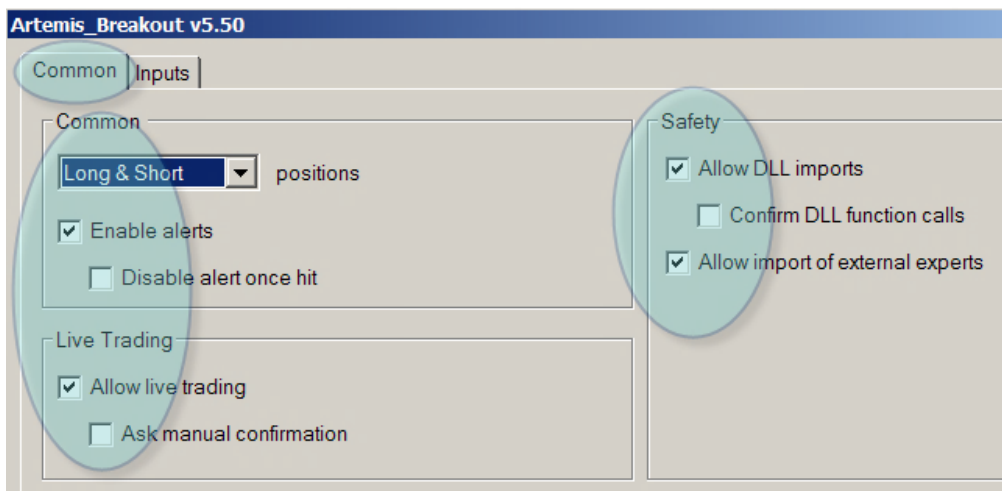 Artemis_Breakout v5.50
Common
Inputs
Common
Long & Short
positions
Enable alerts
Disable alert once hit
Live Trading
Allow live trading
Ask manual confirmation
Safety
Allow DLL imports
Confirm DLL function calls
Allow import of external experts